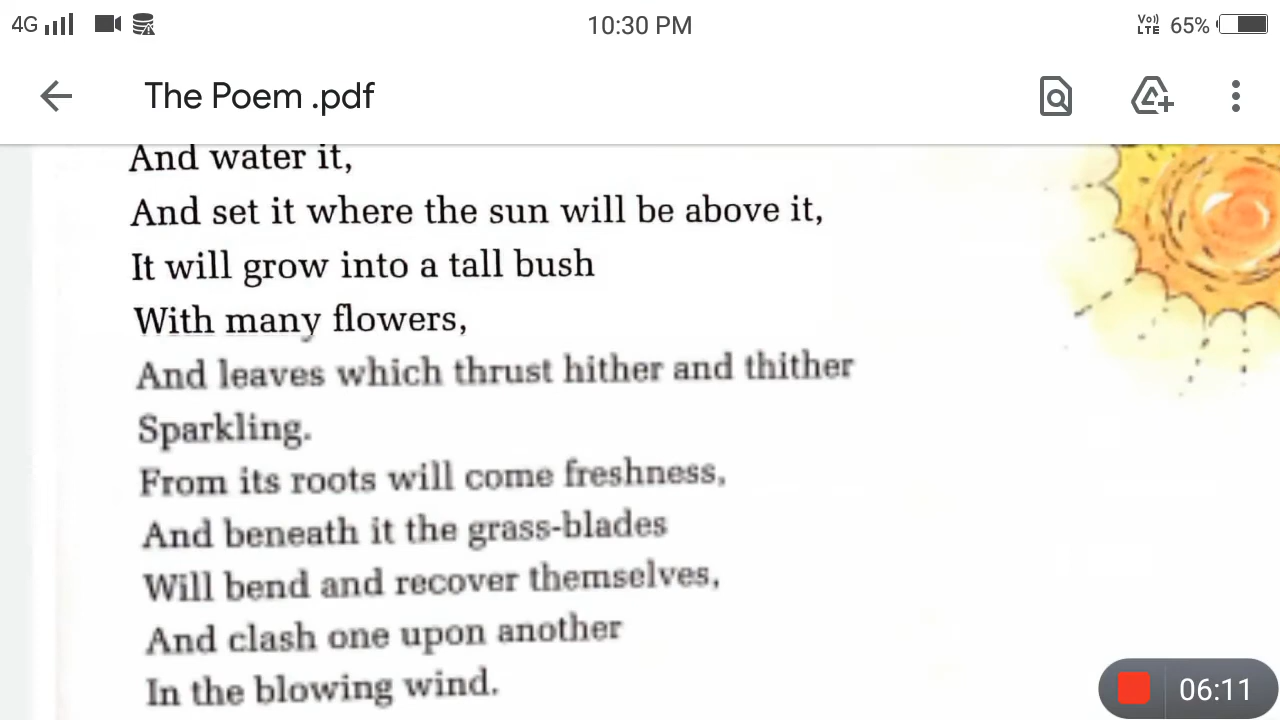 4G 10:30 PM Vo)) LTE 65%
The Poem .pdf
And water it,
And set it where the sun will be above it,
It will grow into a tall bush
With many flowers,
And leaves which thrust hither and thither
Sparkling.
From its roots will come freshness,
And beneath it the grass-blades
Will bend and recover themselves,
And clash one upon another
In the blowing wind.
06:11